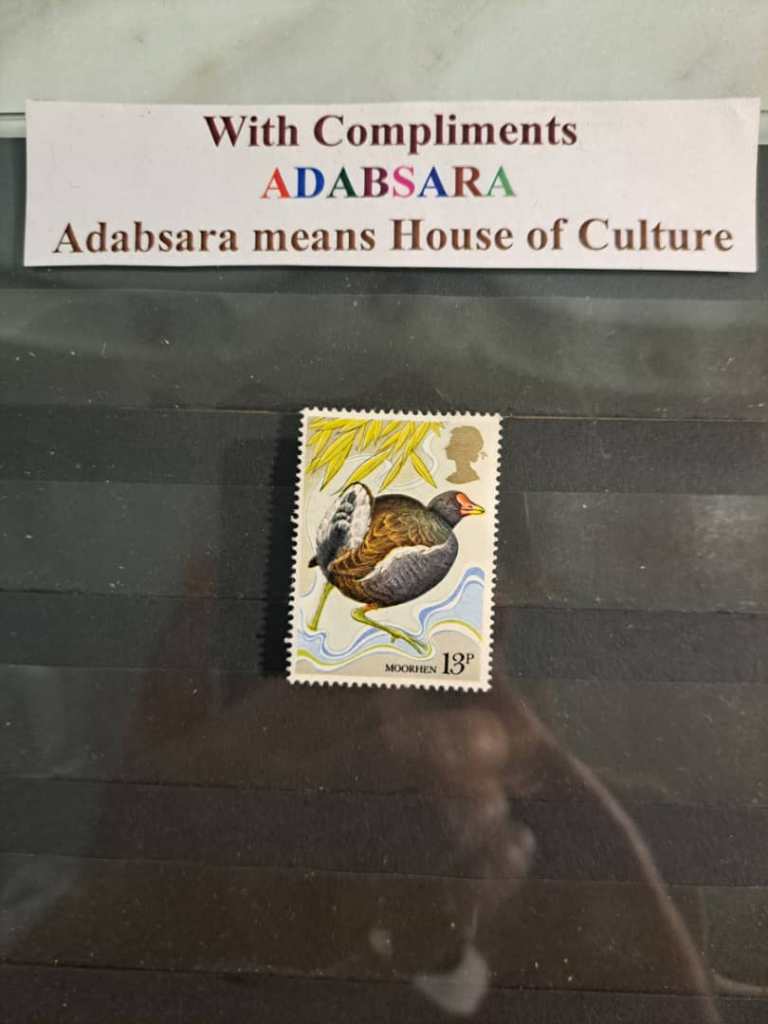 With Compliments
ADABSARA
Adabsara means House of Culture
MOORHEN 13P